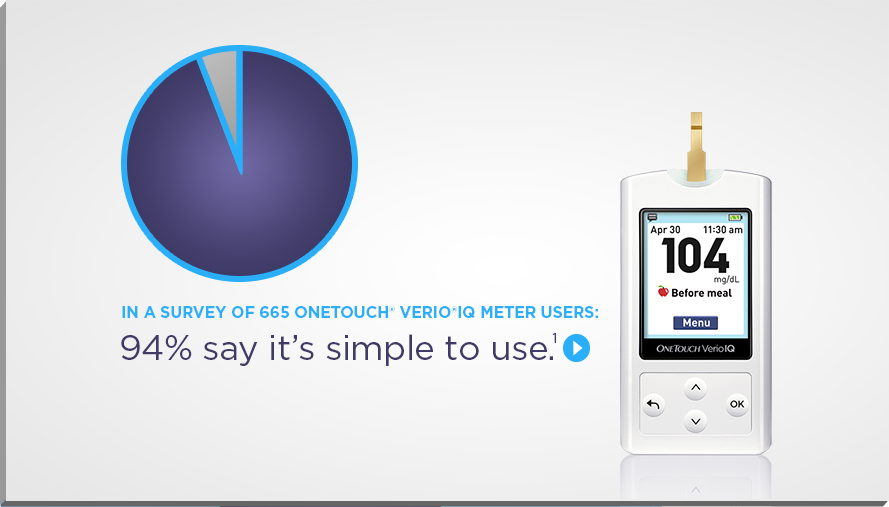 IN A SURVEY OF 665 ONETOUCH® VERIO®IQ METER USERS:
94% say it's simple to use.1
Apr 30 11:30 am
104
mg/dL
Before meal
Menu
ONETOUCH VerioIQ
OK